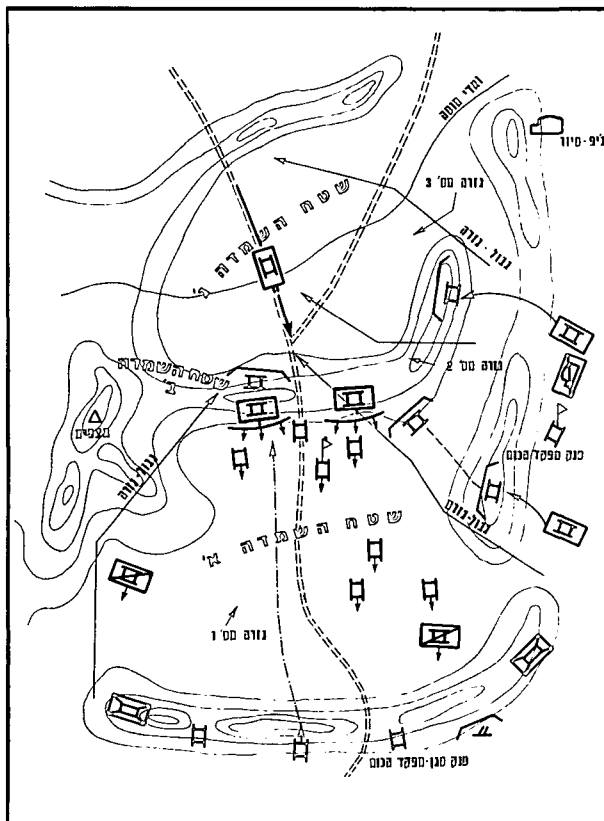 ואדי סוסה
ג'יפ-סיור
גזרה מס' 3
שטח השמדה ג'
גבול-גזרה
שטח-השמדה
ב'
גזרה מס' 2
גבול-גזרה
טנק מפקד הכוח
גבול-גזרה
שטח השמדה א'
גזרה מס' 1
טנק סגן-מפקד הכוח